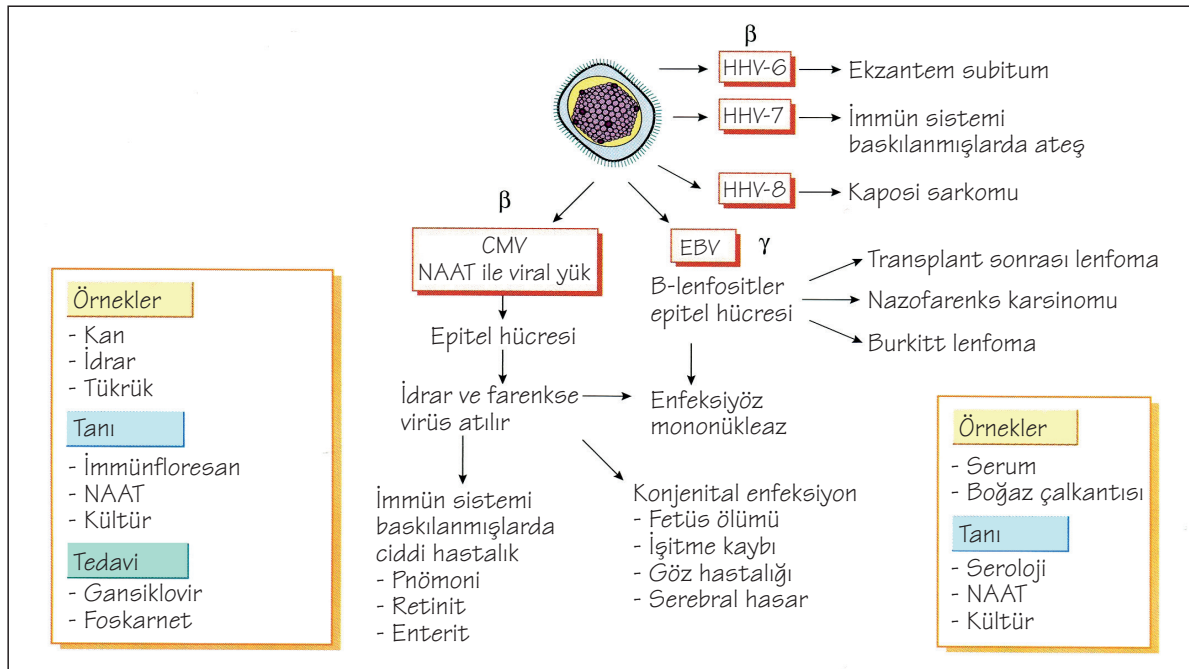 β
HHV-6
Ekzantem subitum
HHV-7
İmmün sistemi
baskılanmışlarda ateş
HHV-8
Kaposi sarkomu
β
CMV
NAAT ile viral yük
Epitel hücresi
İdrar ve farenkse
virüs atılır
İmmün sistemi
baskılanmışlarda
ciddi hastalık
- Pnömoni
- Retinit
- Enterit
EBV
γ
B-lenfositler
epitel hücresi
Transplant sonrası lenfoma
Nazofarenks karsinomu
Burkitt lenfoma
Enfeksiyöz
mononükleaz
Konjenital enfeksiyon
- Fetüs ölümü
- İşitme kaybı
- Göz hastalığı
- Serebral hasar
Örnekler
- Kan
- İdrar
- Tükrük
Tanı
- İmmünfloresan
- NAAT
- Kültür
Tedavi
- Gansiklovir
- Foskarnet
Örnekler
- Serum
- Boğaz çalkantısı
Tanı
- Seroloji
- NAAT
- Kültür